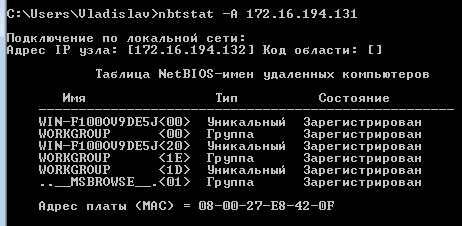 C:\Users\Vladislav>nbtstat -A 172.16.194.131
Подключение по локальной сети:
Адрес IP узла: [172.16.194.132] Код области: []
Таблица NetBIOS-имен удаленных компьютеров
Имя Тип Состояние
WIN-F100OU9DE5J<00> Уникальный Зарегистрирован
WORKGROUP <00> Группа Зарегистрирован
WIN-F100OU9DE5J<20> Уникальный Зарегистрирован
WORKGROUP <1E> Группа Зарегистрирован
WORKGROUP <1D> Уникальный Зарегистрирован
..__MSBROWSE__.<01> Группа Зарегистрирован
Адрес платы (MAC) = 08-00-27-E8-42-0F